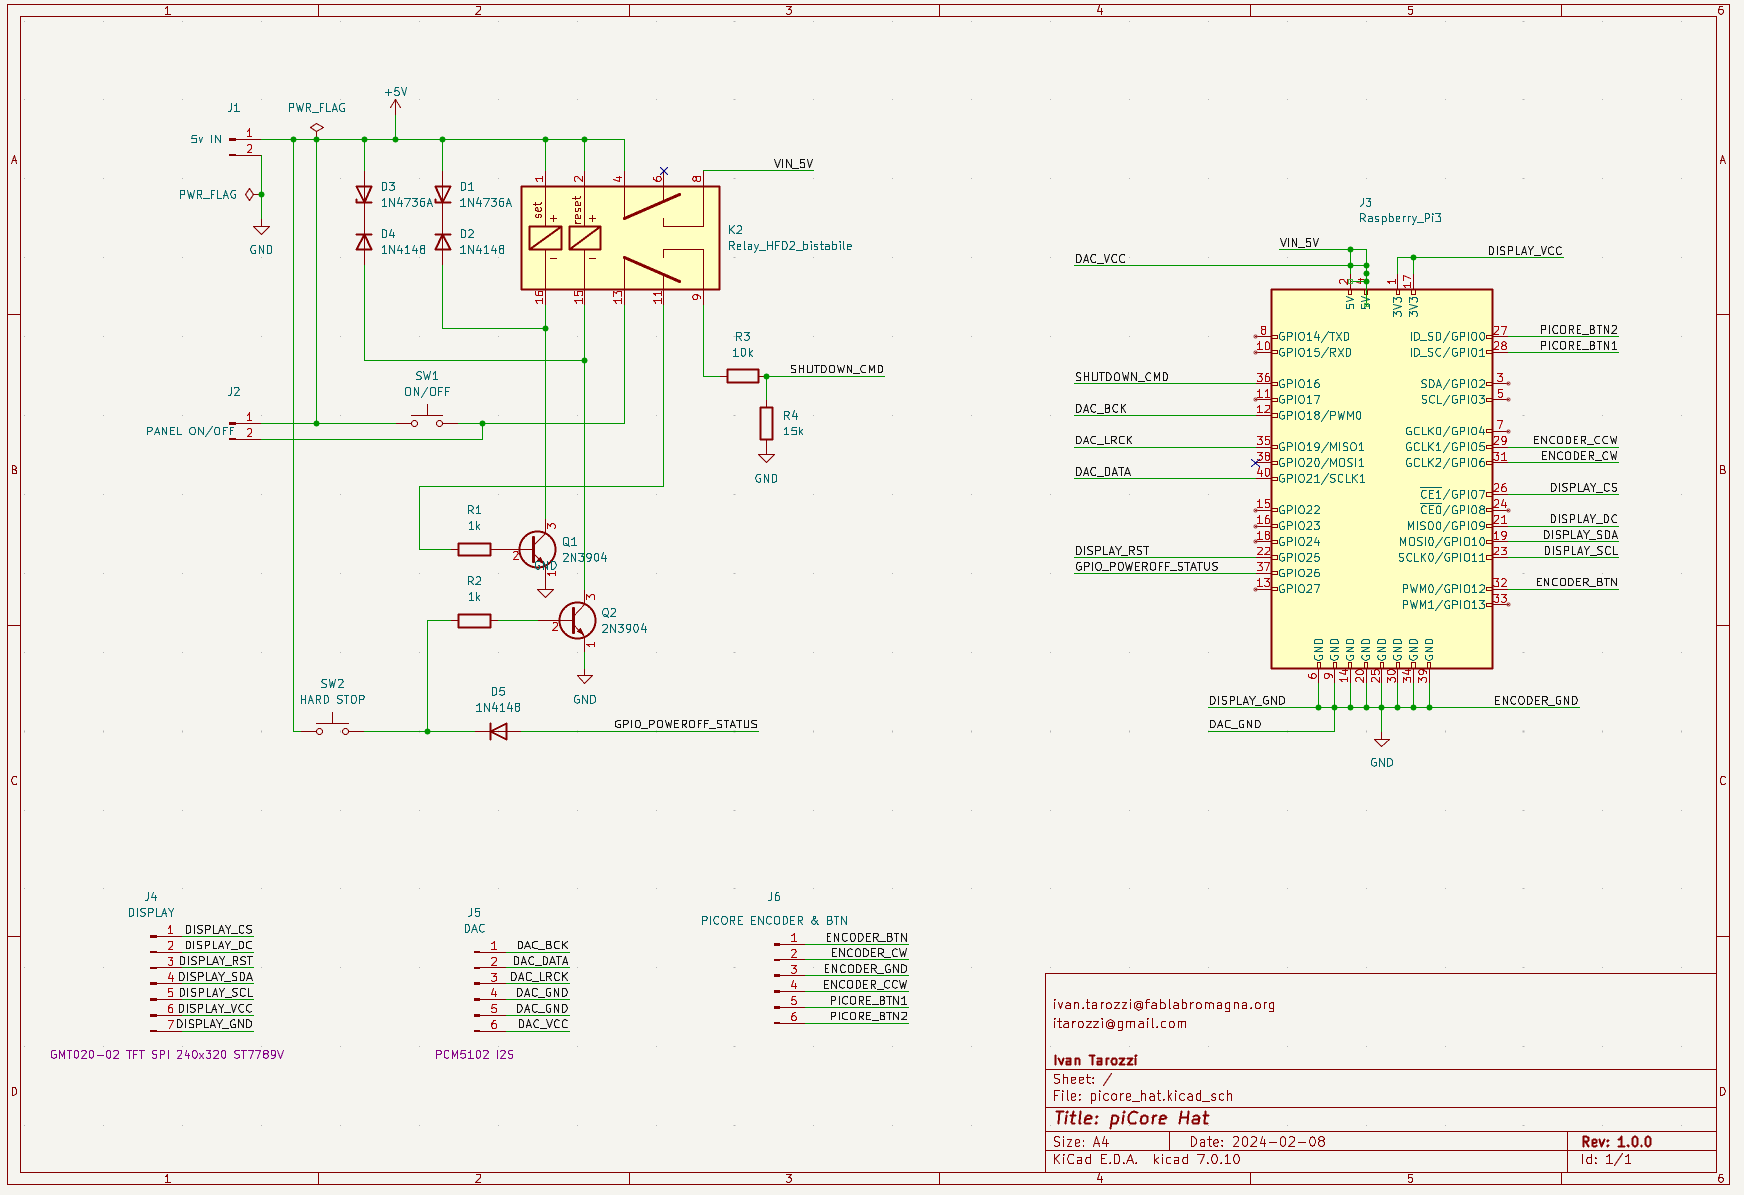 1 2 3 4 5 6
A
B
C
D
J1
5v IN
1
2
PWR_FLAG
+5V
PWR_FLAG
GND
D3
1N4736A
D4
1N4148
D1
1N4736A
D2
1N4148
1 2 4 6 8
set
reset
+
+
−
−
16 15 13 11 9
VIN_5V
K2
Relay_HFD2_bistabile
R3
10k
SHUTDOWN_CMD
R4
15k
GND
SW1
ON/OFF
J2
PANEL ON/OFF
1
2
R1
1k
Q1
2N3904
3
2
1
GND
R2
1k
Q2
2N3904
3
2
1
GND
SW2
HARD STOP
D5
1N4148
GPIO_POWEROFF_STATUS
J3
Raspberry_Pi3
VIN_5V
DAC_VCC
DISPLAY_VCC
2 4 1 17
5V 5V 3V3 3V3
8 GPIO14/TXD
10 GPIO15/RXD
SHUTDOWN_CMD 36 GPIO16
11 GPIO17
DAC_BCK 12 GPIO18/PWM0
DAC_LRCK 35 GPIO19/MISO1
38 GPIO20/MOSI1
DAC_DATA 40 GPIO21/SCLK1
15 GPIO22
16 GPIO23
18 GPIO24
DISPLAY_RST 22 GPIO25
GPIO_POWEROFF_STATUS 37 GPIO26
13 GPIO27
ID_SD/GPIO0 27 PICORE_BTN2
ID_SC/GPIO1 28 PICORE_BTN1
SDA/GPIO2 3
SCL/GPIO3 5
GCLK0/GPIO4 7
GCLK1/GPIO5 29 ENCODER_CCW
GCLK2/GPIO6 31 ENCODER_CW
CE1/GPIO7 26 DISPLAY_CS
CE0/GPIO8 24
MISO0/GPIO9 21 DISPLAY_DC
MOSI0/GPIO10 19 DISPLAY_SDA
SCLK0/GPIO11 23 DISPLAY_SCL
PWM0/GPIO12 32 ENCODER_BTN
PWM1/GPIO13 33
GND GND GND GND GND GND GND GND
6 9 14 20 25 30 34 39
DISPLAY_GND
ENCODER_GND
DAC_GND
GND
J4
DISPLAY
1 DISPLAY_CS
2 DISPLAY_DC
3 DISPLAY_RST
4 DISPLAY_SDA
5 DISPLAY_SCL
6 DISPLAY_VCC
7 DISPLAY_GND
GMT020-02 TFT SPI 240x320 ST7789V
J5
DAC
1 DAC_BCK
2 DAC_DATA
3 DAC_LRCK
4 DAC_GND
5 DAC_GND
6 DAC_VCC
PCM5102 I2S
J6
PICORE ENCODER & BTN
1 ENCODER_BTN
2 ENCODER_CW
3 ENCODER_GND
4 ENCODER_CCW
5 PICORE_BTN1
6 PICORE_BTN2
ivan.tarozzi@fablabromagna.org
itarozzi@gmail.com
Ivan Tarozzi
Sheet: /
File: picore_hat.kicad_sch
Title: piCore Hat
Size: A4 Date: 2024-02-08 Rev: 1.0.0
KiCad E.D.A. kicad 7.0.10 Id: 1/1
A
B
C
D
1 2 3 4 5 6